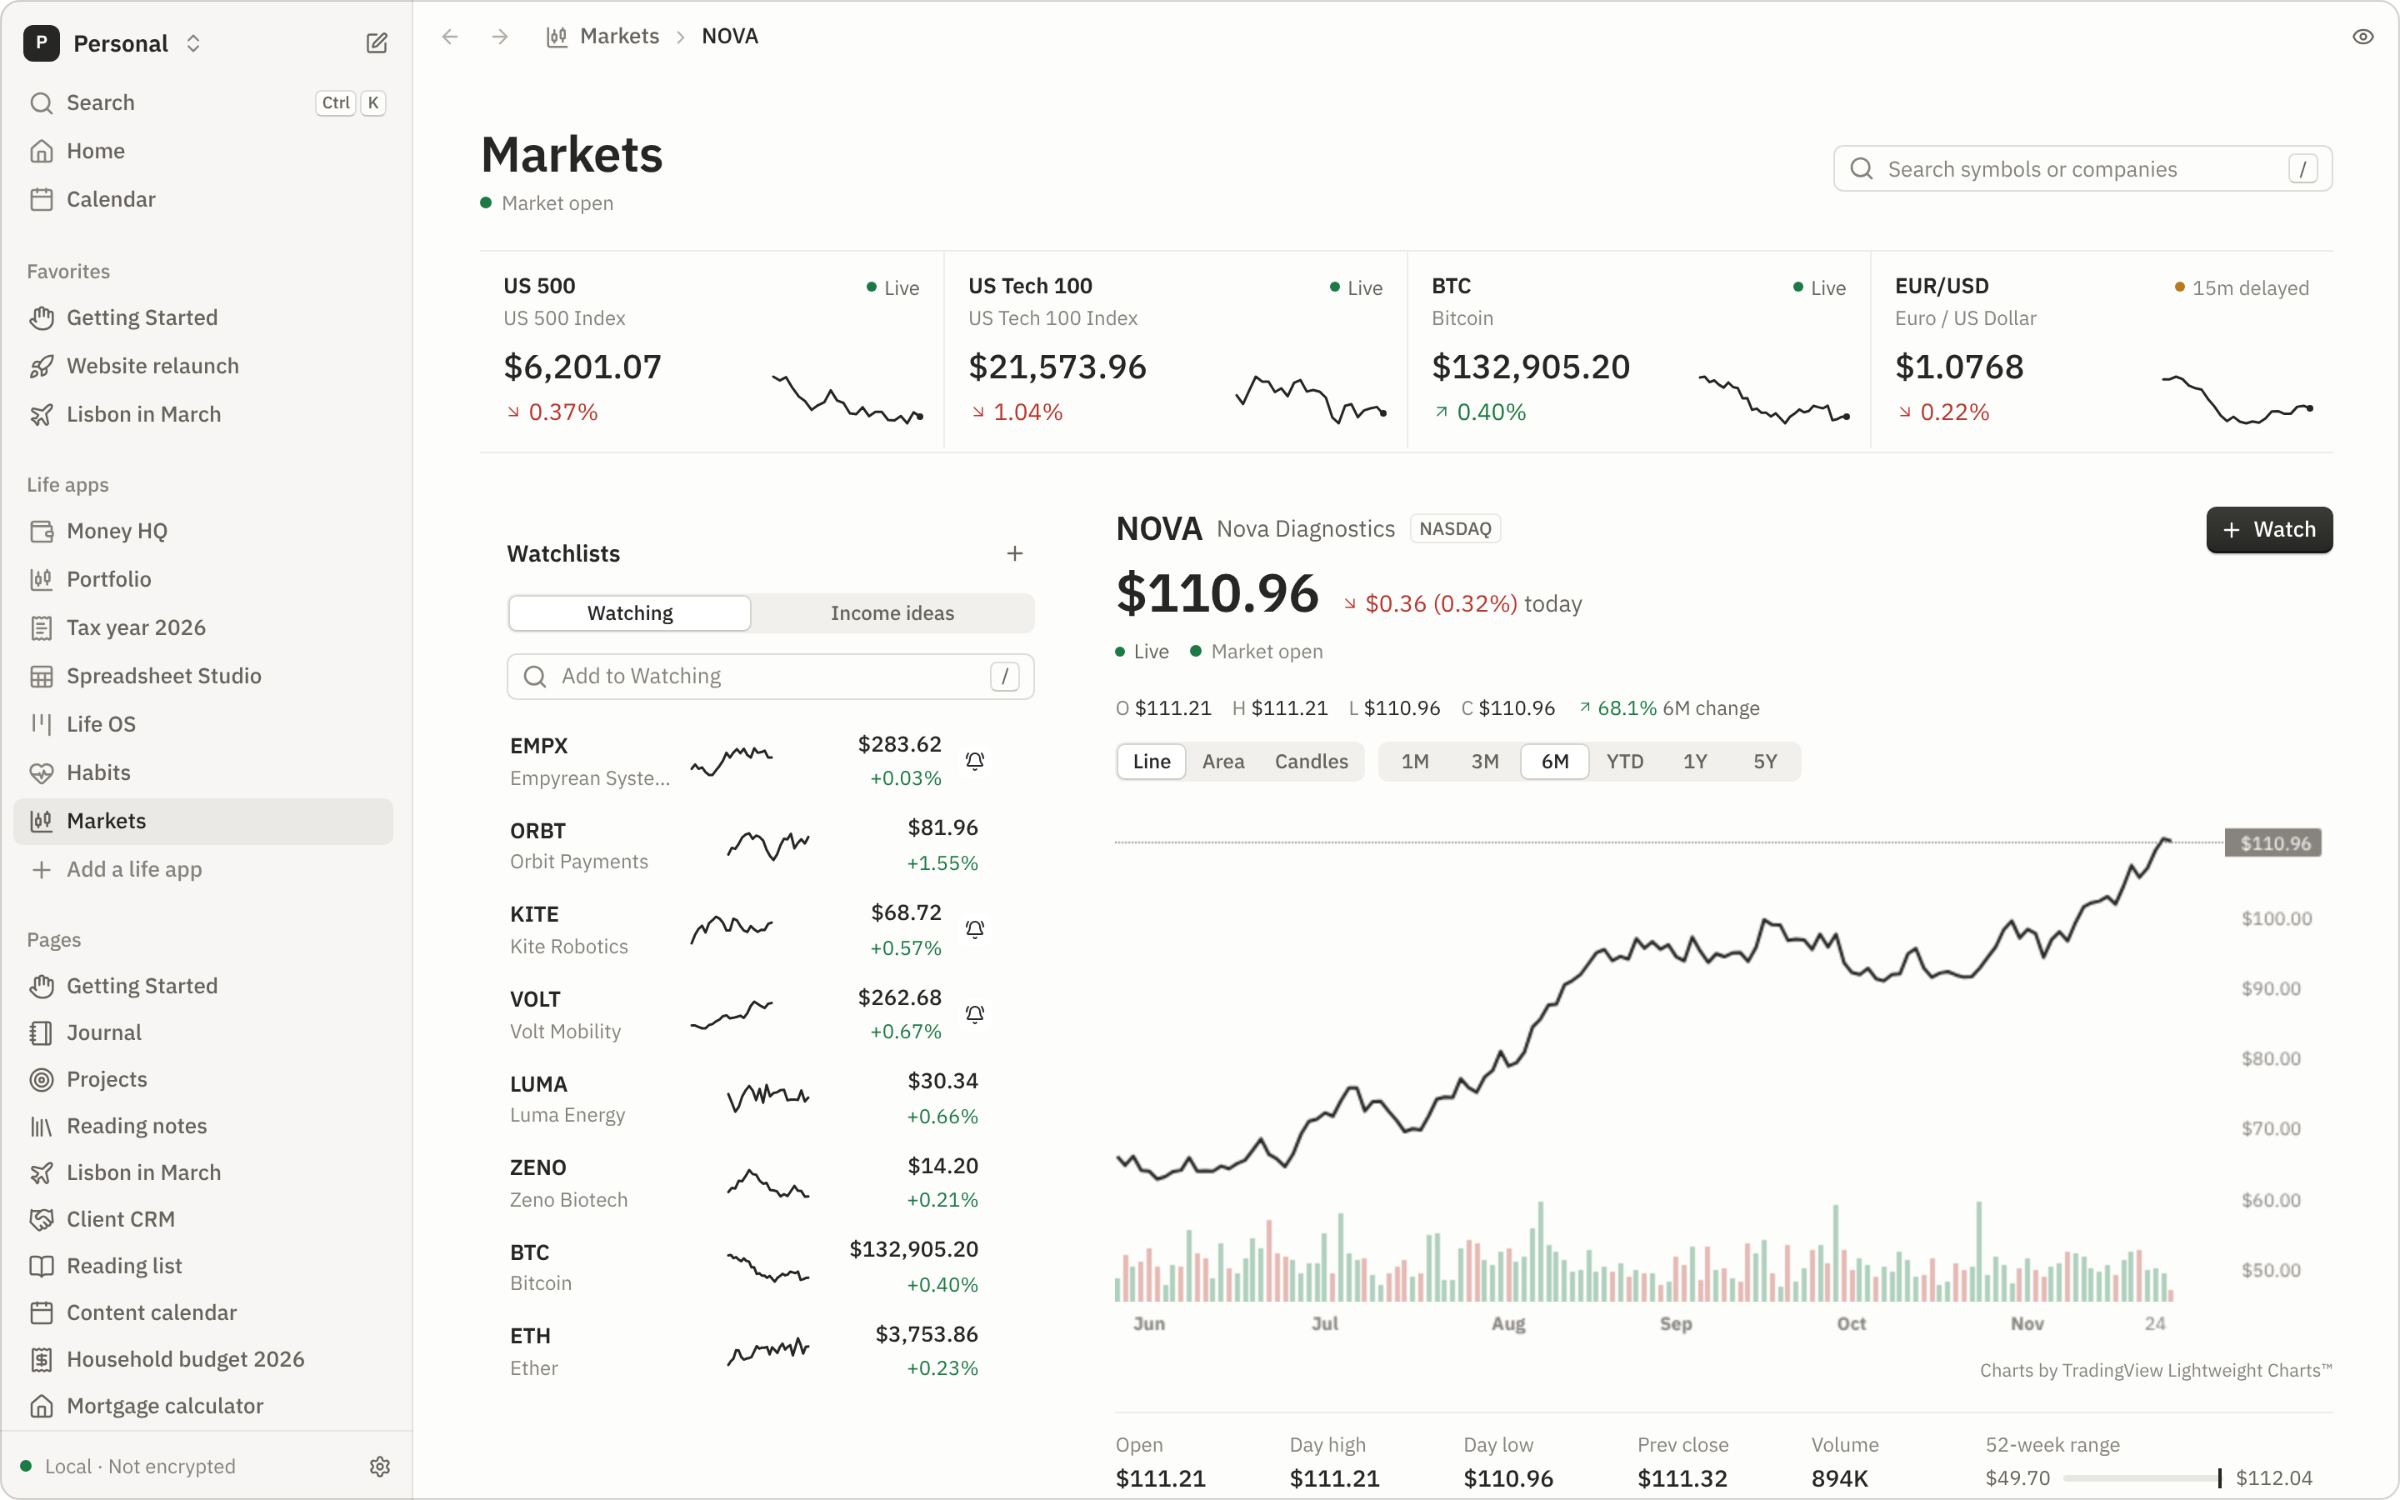 P Personal
Search Ctrl K
Home
Calendar
Favorites
Getting Started
Website relaunch
Lisbon in March
Life apps
Money HQ
Portfolio
Tax year 2026
Spreadsheet Studio
Life OS
Habits
Markets
Add a life app
Pages
Getting Started
Journal
Projects
Reading notes
Lisbon in March
Client CRM
Reading list
Content calendar
Household budget 2026
Mortgage calculator
Local · Not encrypted
Markets > NOVA
Markets
Market open
Search symbols or companies /
US 500 Live
US 500 Index
$6,201.07
0.37%
US Tech 100 Live
US Tech 100 Index
$21,573.96
1.04%
BTC Live
Bitcoin
$132,905.20
0.40%
EUR/USD 15m delayed
Euro / US Dollar
$1.0768
0.22%
Watchlists
Watching Income ideas
Add to Watching /
EMPX $283.62
Empyrean Syste... +0.03%
ORBT $81.96
Orbit Payments +1.55%
KITE $68.72
Kite Robotics +0.57%
VOLT $262.68
Volt Mobility +0.67%
LUMA $30.34
Luma Energy +0.66%
ZENO $14.20
Zeno Biotech +0.21%
BTC $132,905.20
Bitcoin +0.40%
ETH $3,753.86
Ether +0.23%
NOVA Nova Diagnostics NASDAQ
Watch
$110.96 $0.36 (0.32%) today
Live Market open
O $111.21 H $111.21 L $110.96 C $110.96 68.1% 6M change
Line Area Candles 1M 3M 6M YTD 1Y 5Y
$110.96
$100.00
$90.00
$80.00
$70.00
$60.00
$50.00
Jun Jul Aug Sep Oct Nov 24
Charts by TradingView Lightweight Charts™
Open Day high Day low Prev close Volume 52-week range
$111.21 $111.21 $110.96 $111.32 894K $49.70 $112.04